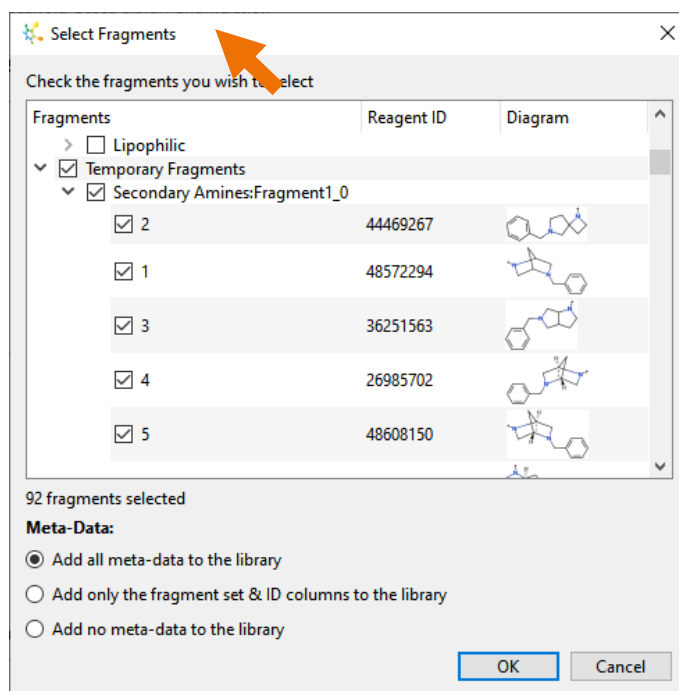 Select Fragments
Check the fragments you wish to select
Fragments Reagent ID Diagram
Lipophilic
Temporary Fragments
Secondary Amines:Fragment1_0
2 44469267
1 48572294
3 36251563
4 26985702
5 48608150
92 fragments selected
Meta-Data:
Add all meta-data to the library
Add only the fragment set & ID columns to the library
Add no meta-data to the library
OK Cancel